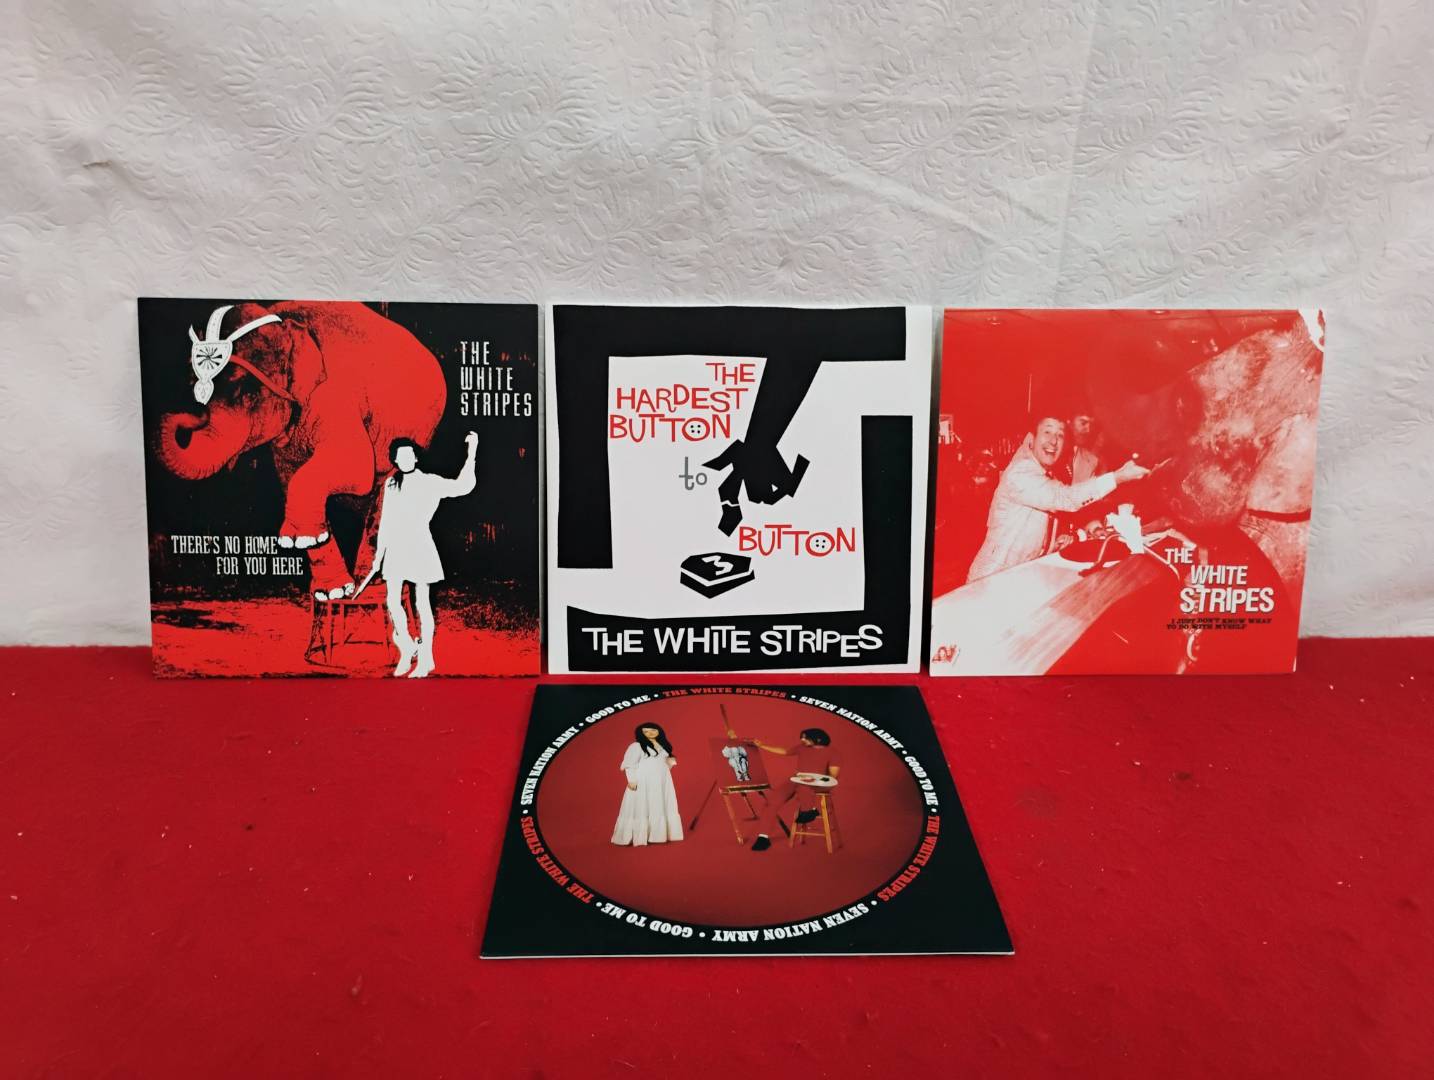 THE
WHITE
STRIPES
THERE'S NO HOME
FOR YOU HERE
THE
HARDEST
BUTTON
to
BUTTON
3
THE WHITE STRIPES
THE
WHITE
STRIPES
I JUST DON'T KNOW WHAT
TO DO WITH MYSELF
THE WHITE STRIPES • SEVEN NATION ARMY • GOOD TO ME • THE WHITE STRIPES • SEVEN NATION ARMY • GOOD TO ME • THE WHITE STRIPES • SEVEN NATION ARMY • GOOD TO ME •